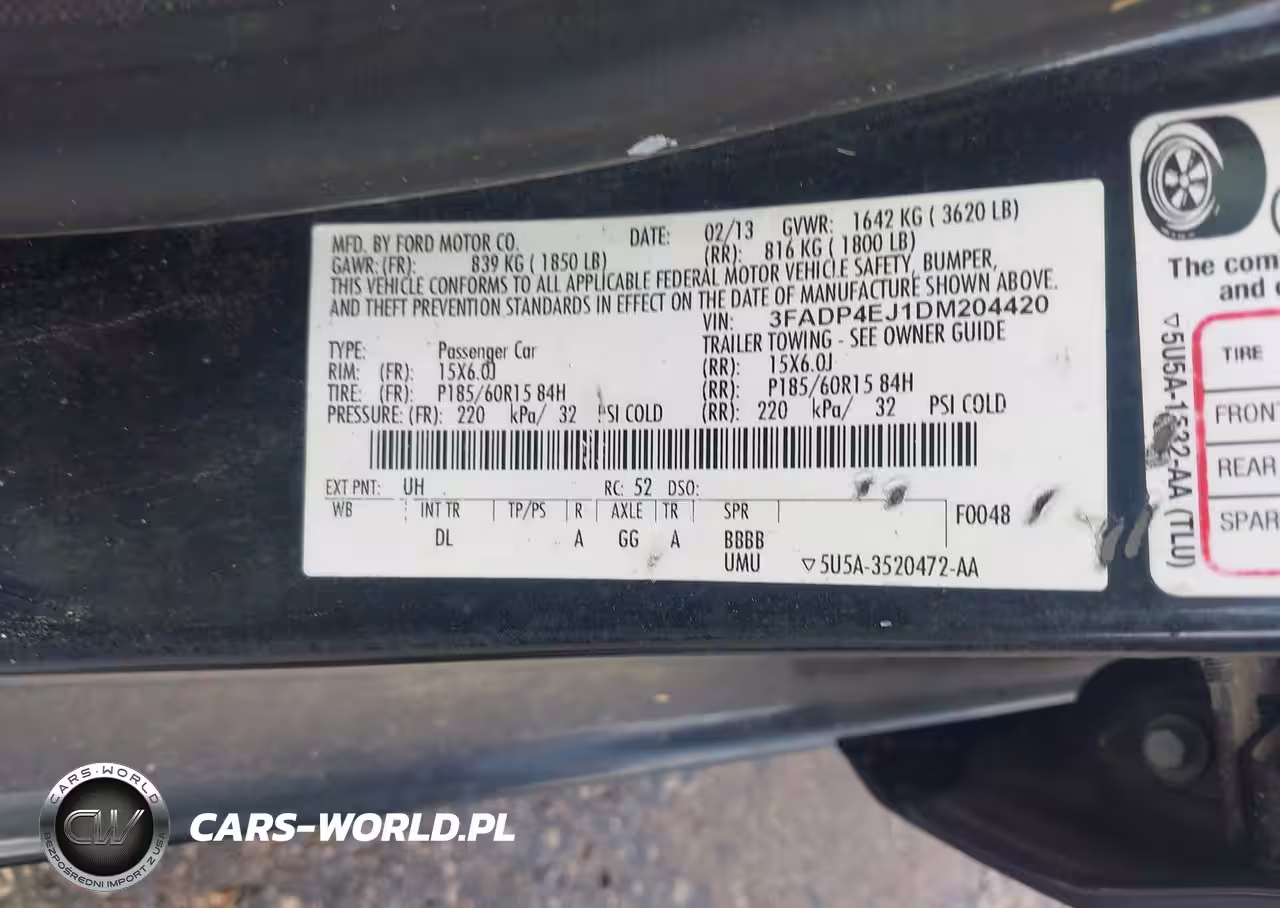 MFD. BY FORD MOTOR CO. DATE: 02/13 GVWR: 1642 KG ( 3620 LB)
GAWR: (FR): 839 KG ( 1850 LB) (RR): 816 KG ( 1800 LB)
THIS VEHICLE CONFORMS TO ALL APPLICABLE FEDERAL MOTOR VEHICLE SAFETY, BUMPER,
AND THEFT PREVENTION STANDARDS IN EFFECT ON THE DATE OF MANUFACTURE SHOWN ABOVE.
VIN: 3FADP4EJ1DM204420
TYPE: Passenger Car TRAILER TOWING - SEE OWNER GUIDE
RIM: (FR): 15X6.0J (RR): 15X6.0J
TIRE: (FR): P185/60R15 84H (RR): P185/60R15 84H
PRESSURE: (FR): 220 kPa/ 32 PSI COLD (RR): 220 kPa/ 32 PSI COLD
EXT PNT: UH RC: 52 DSO:
WB INT TR TP/PS R AXLE TR SPR F0048
DL A GG A BBBB
UMU ▽5U5A-3520472-AA
The com
and
▽5U5A-1532-AA (TLU)
TIRE
FRON
REAR
SPAR
CARS-WORLD
CW
BEZPOŚREDNI IMPORT Z USA
CARS-WORLD.PL